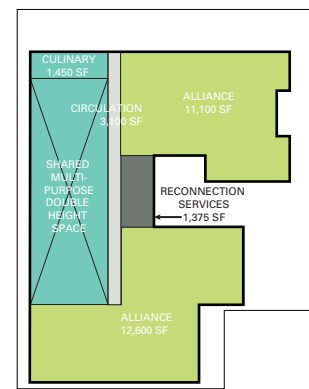 CULINARY
1,450 SF
CIRCULATION
3,100 SF
ALLIANCE
11,100 SF
SHARED
MULTI-
PURPOSE
DOUBLE
HEIGHT
SPACE
RECONNECTION
SERVICES
1,375 SF
ALLIANCE
12,600 SF